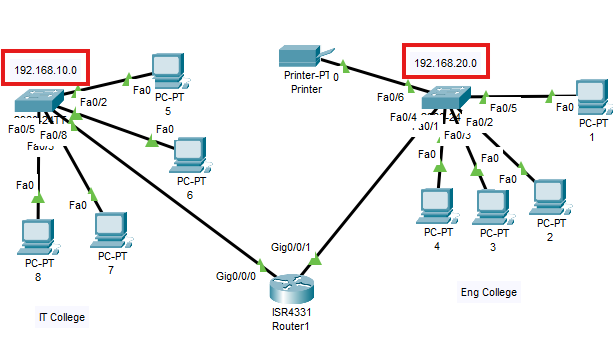 192.168.10.0
Fa0/2
Fa0
PC-PT
5
Fa0/5
Fa0/8
Fa0
PC-PT
6
Fa0
Fa0
PC-PT
8
PC-PT
7
IT College
Gig0/0/0
Gig0/0/1
ISR4331
Router1
Printer-PT
Printer
0
192.168.20.0
Fa0/6
Fa0/5
Fa0
PC-PT
1
Fa0/4
Fa0/2
Fa0/3
Fa0
Fa0
Fa0
PC-PT
4
PC-PT
3
PC-PT
2
Eng College